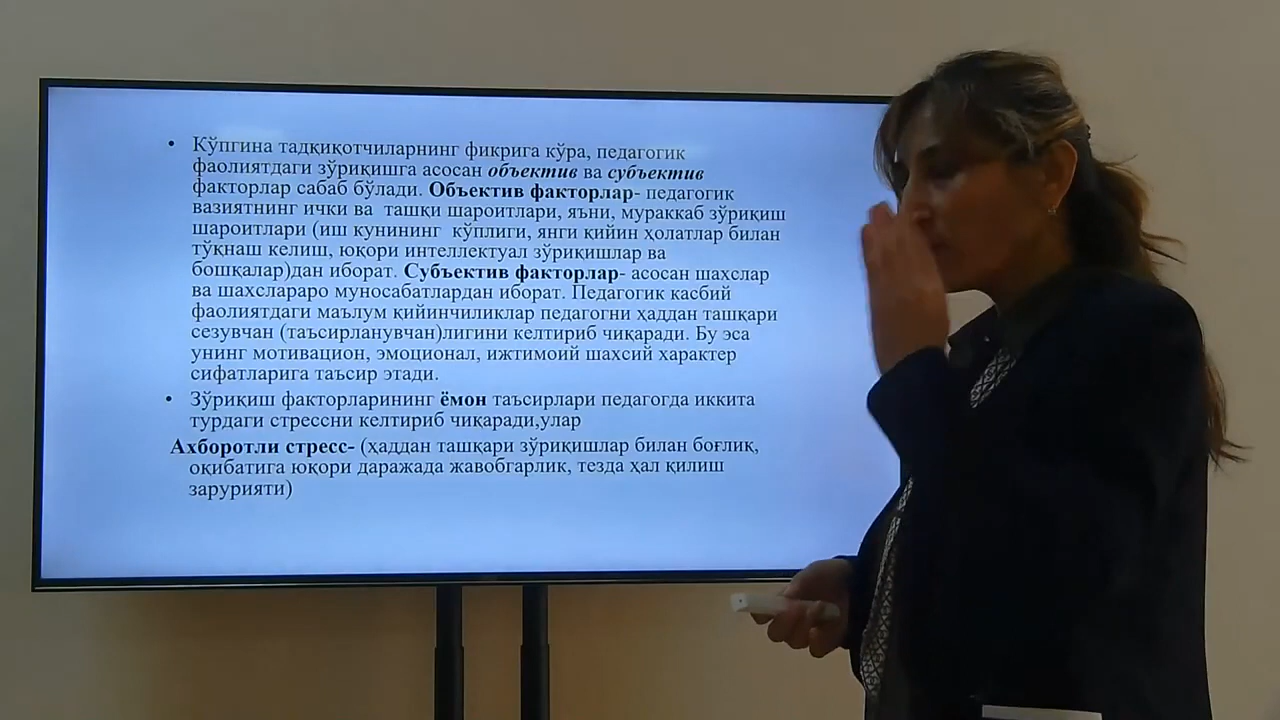 • Кўпгина тадқиқотчиларнинг фикрига кўра, педагогик
фаолиятдаги зўриқишга асосан объектив ва субъектив
факторлар сабаб бўлади. Объектив факторлар- педагогик
вазиятнинг ички ва ташқи шароитлари, яъни, мураккаб зўриқиш
шароитлари (иш кунининг кўплиги, янги қийин ҳолатлар билан
тўқнаш келиш, юқори интеллектуал зўриқишлар ва
бошқалар)дан иборат. Субъектив факторлар- асосан шахслар
ва шахслараро муносабатлардан иборат. Педагогик касбий
фаолиятдаги маълум қийинчиликлар педагогни ҳаддан ташқари
сезувчан (таъсирланувчан)лигини келтириб чиқаради. Бу эса
унинг мотивацион, эмоционал, ижтимоий шахсий характер
сифатларига таъсир этади.
• Зўриқиш факторларининг ёмон таъсирлари педагогда иккита
турдаги стрессни келтириб чиқаради,улар
Ахборотли стресс- (ҳаддан ташқари зўриқишлар билан боғлиқ,
оқибатига юқори даражада жавобгарлик, тезда ҳал қилиш
зарурияти)